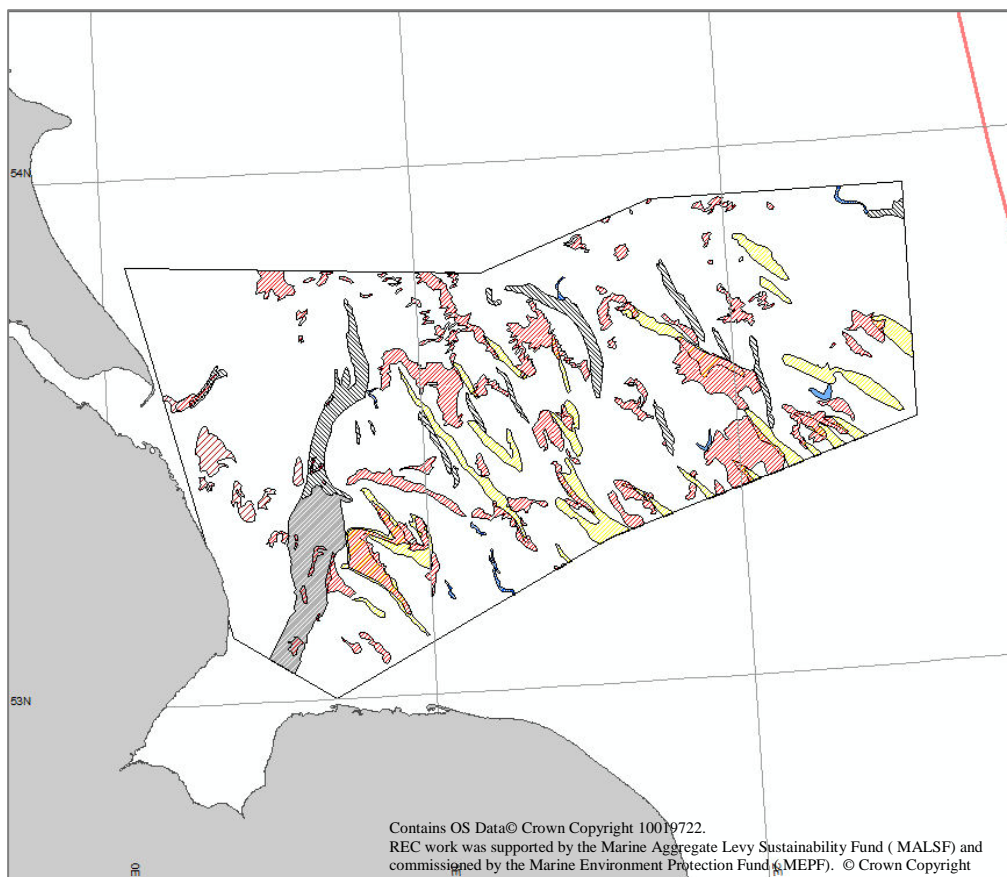 54N
53N
Contains OS Data© Crown Copyright 10019722.
REC work was supported by the Marine Aggregate Levy Sustainability Fund ( MALSF) and
commissioned by the Marine Environment Protection Fund (MEPF). © Crown Copyright
0E